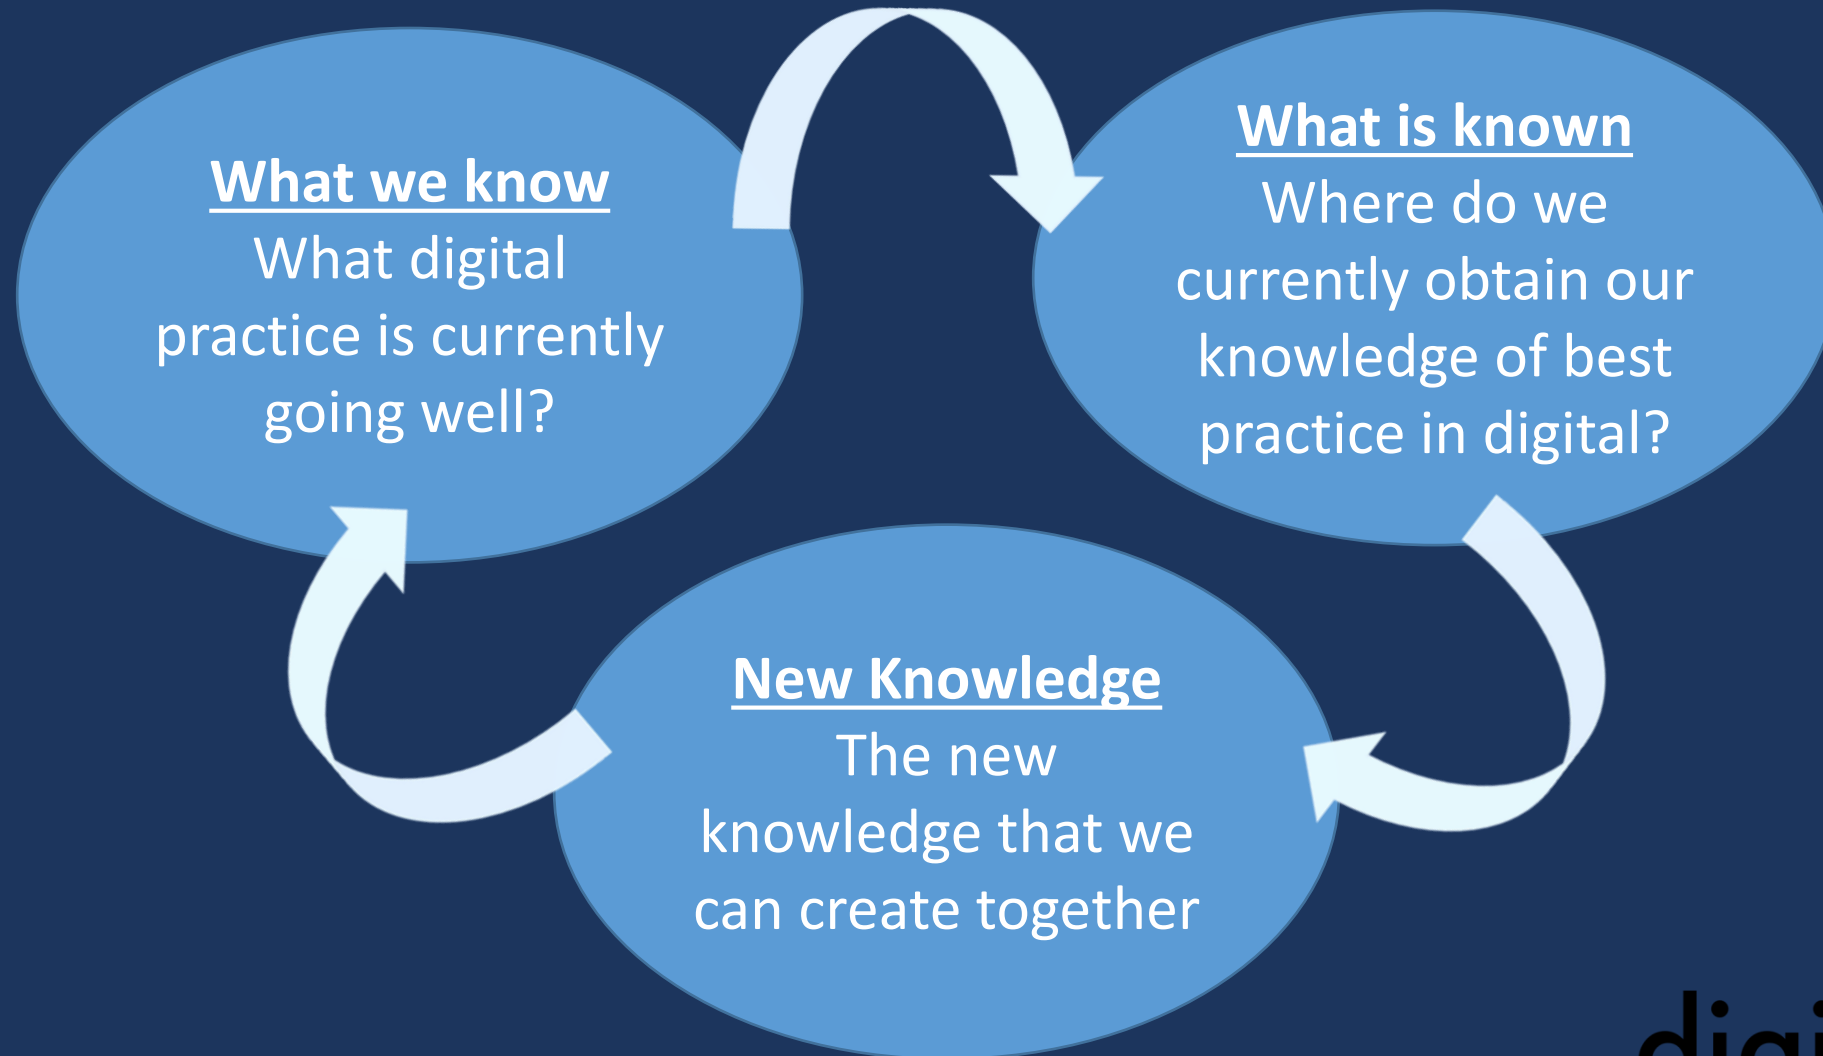 What we know
What digital
practice is currently
going well?
What is known
Where do we
currently obtain our
knowledge of best
practice in digital?
New Knowledge
The new
knowledge that we
can create together
digi